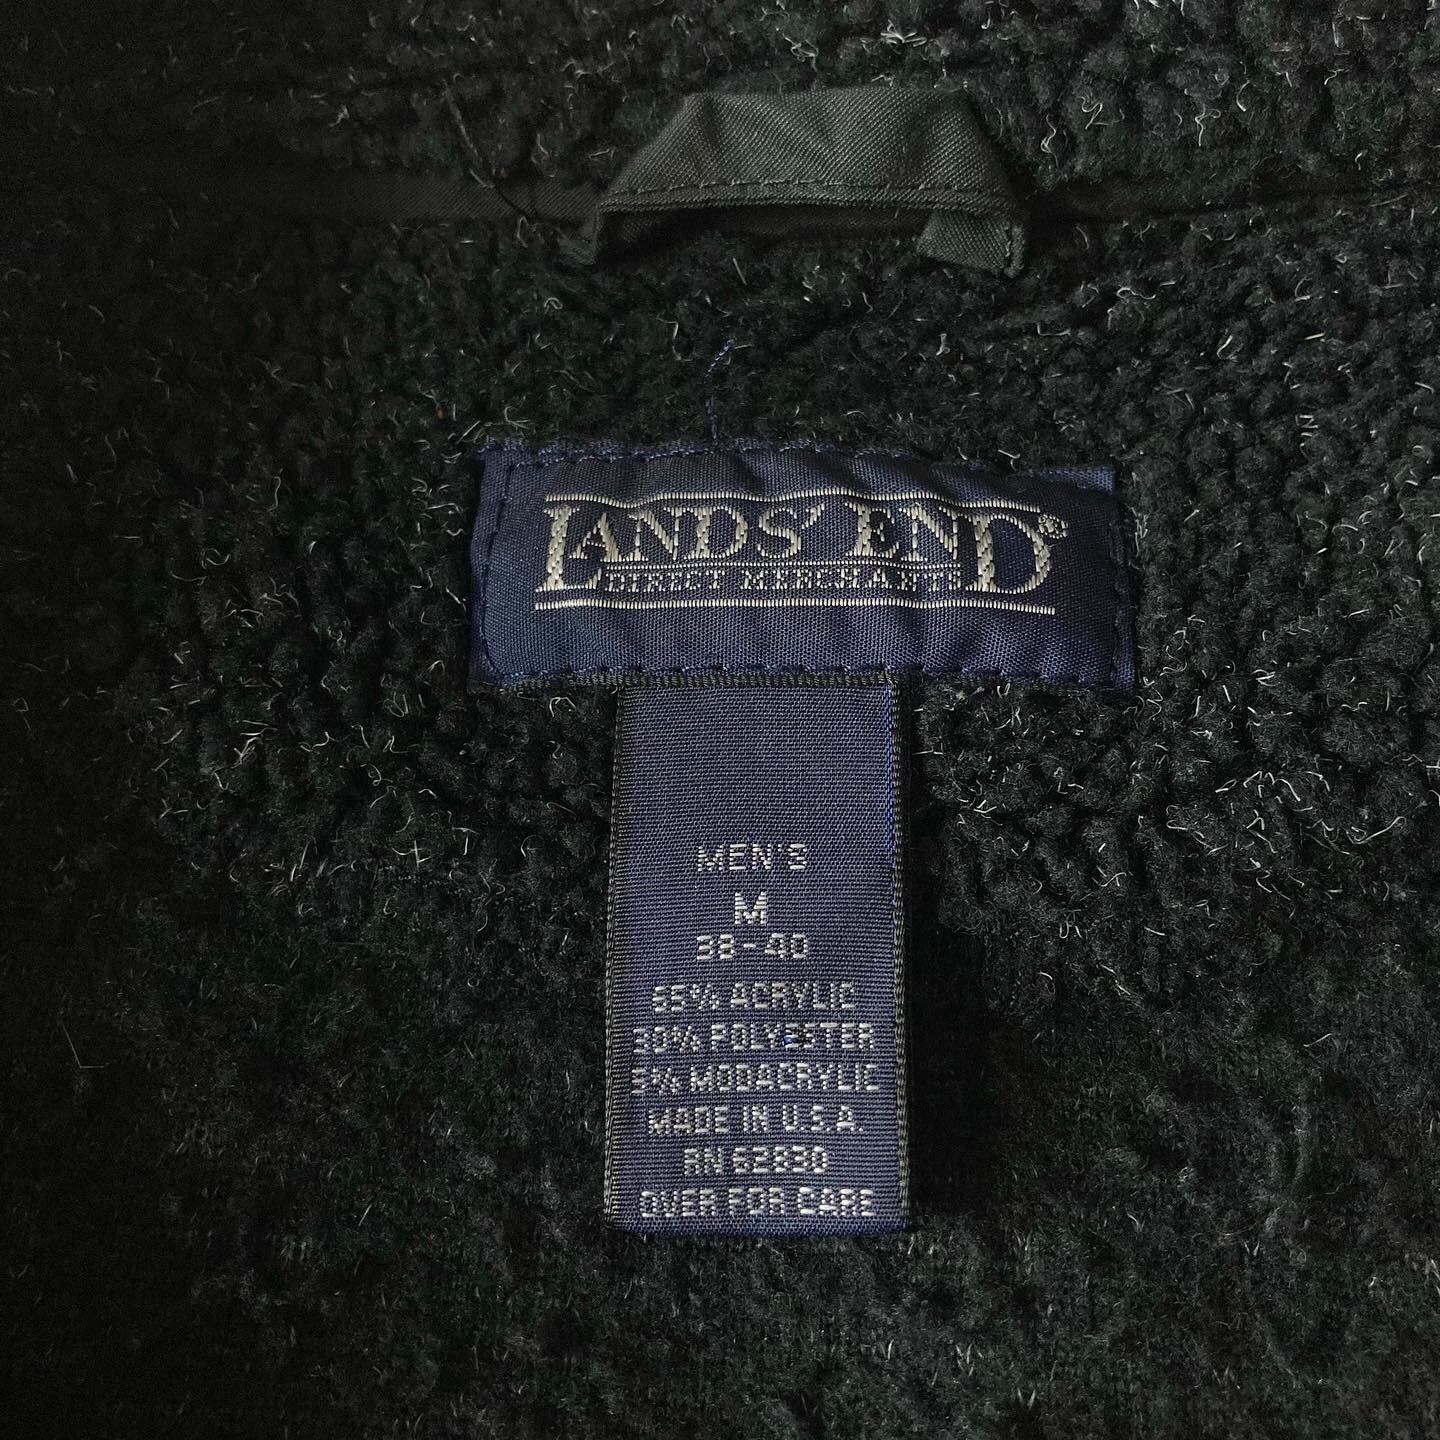 LANDS' END®
DIRECT MERCHANTS
MEN'S
M
38-40
65% ACRYLIC
30% POLYESTER
5% MODACRYLIC
MADE IN U.S.A.
RN 62830
OVER FOR CARE